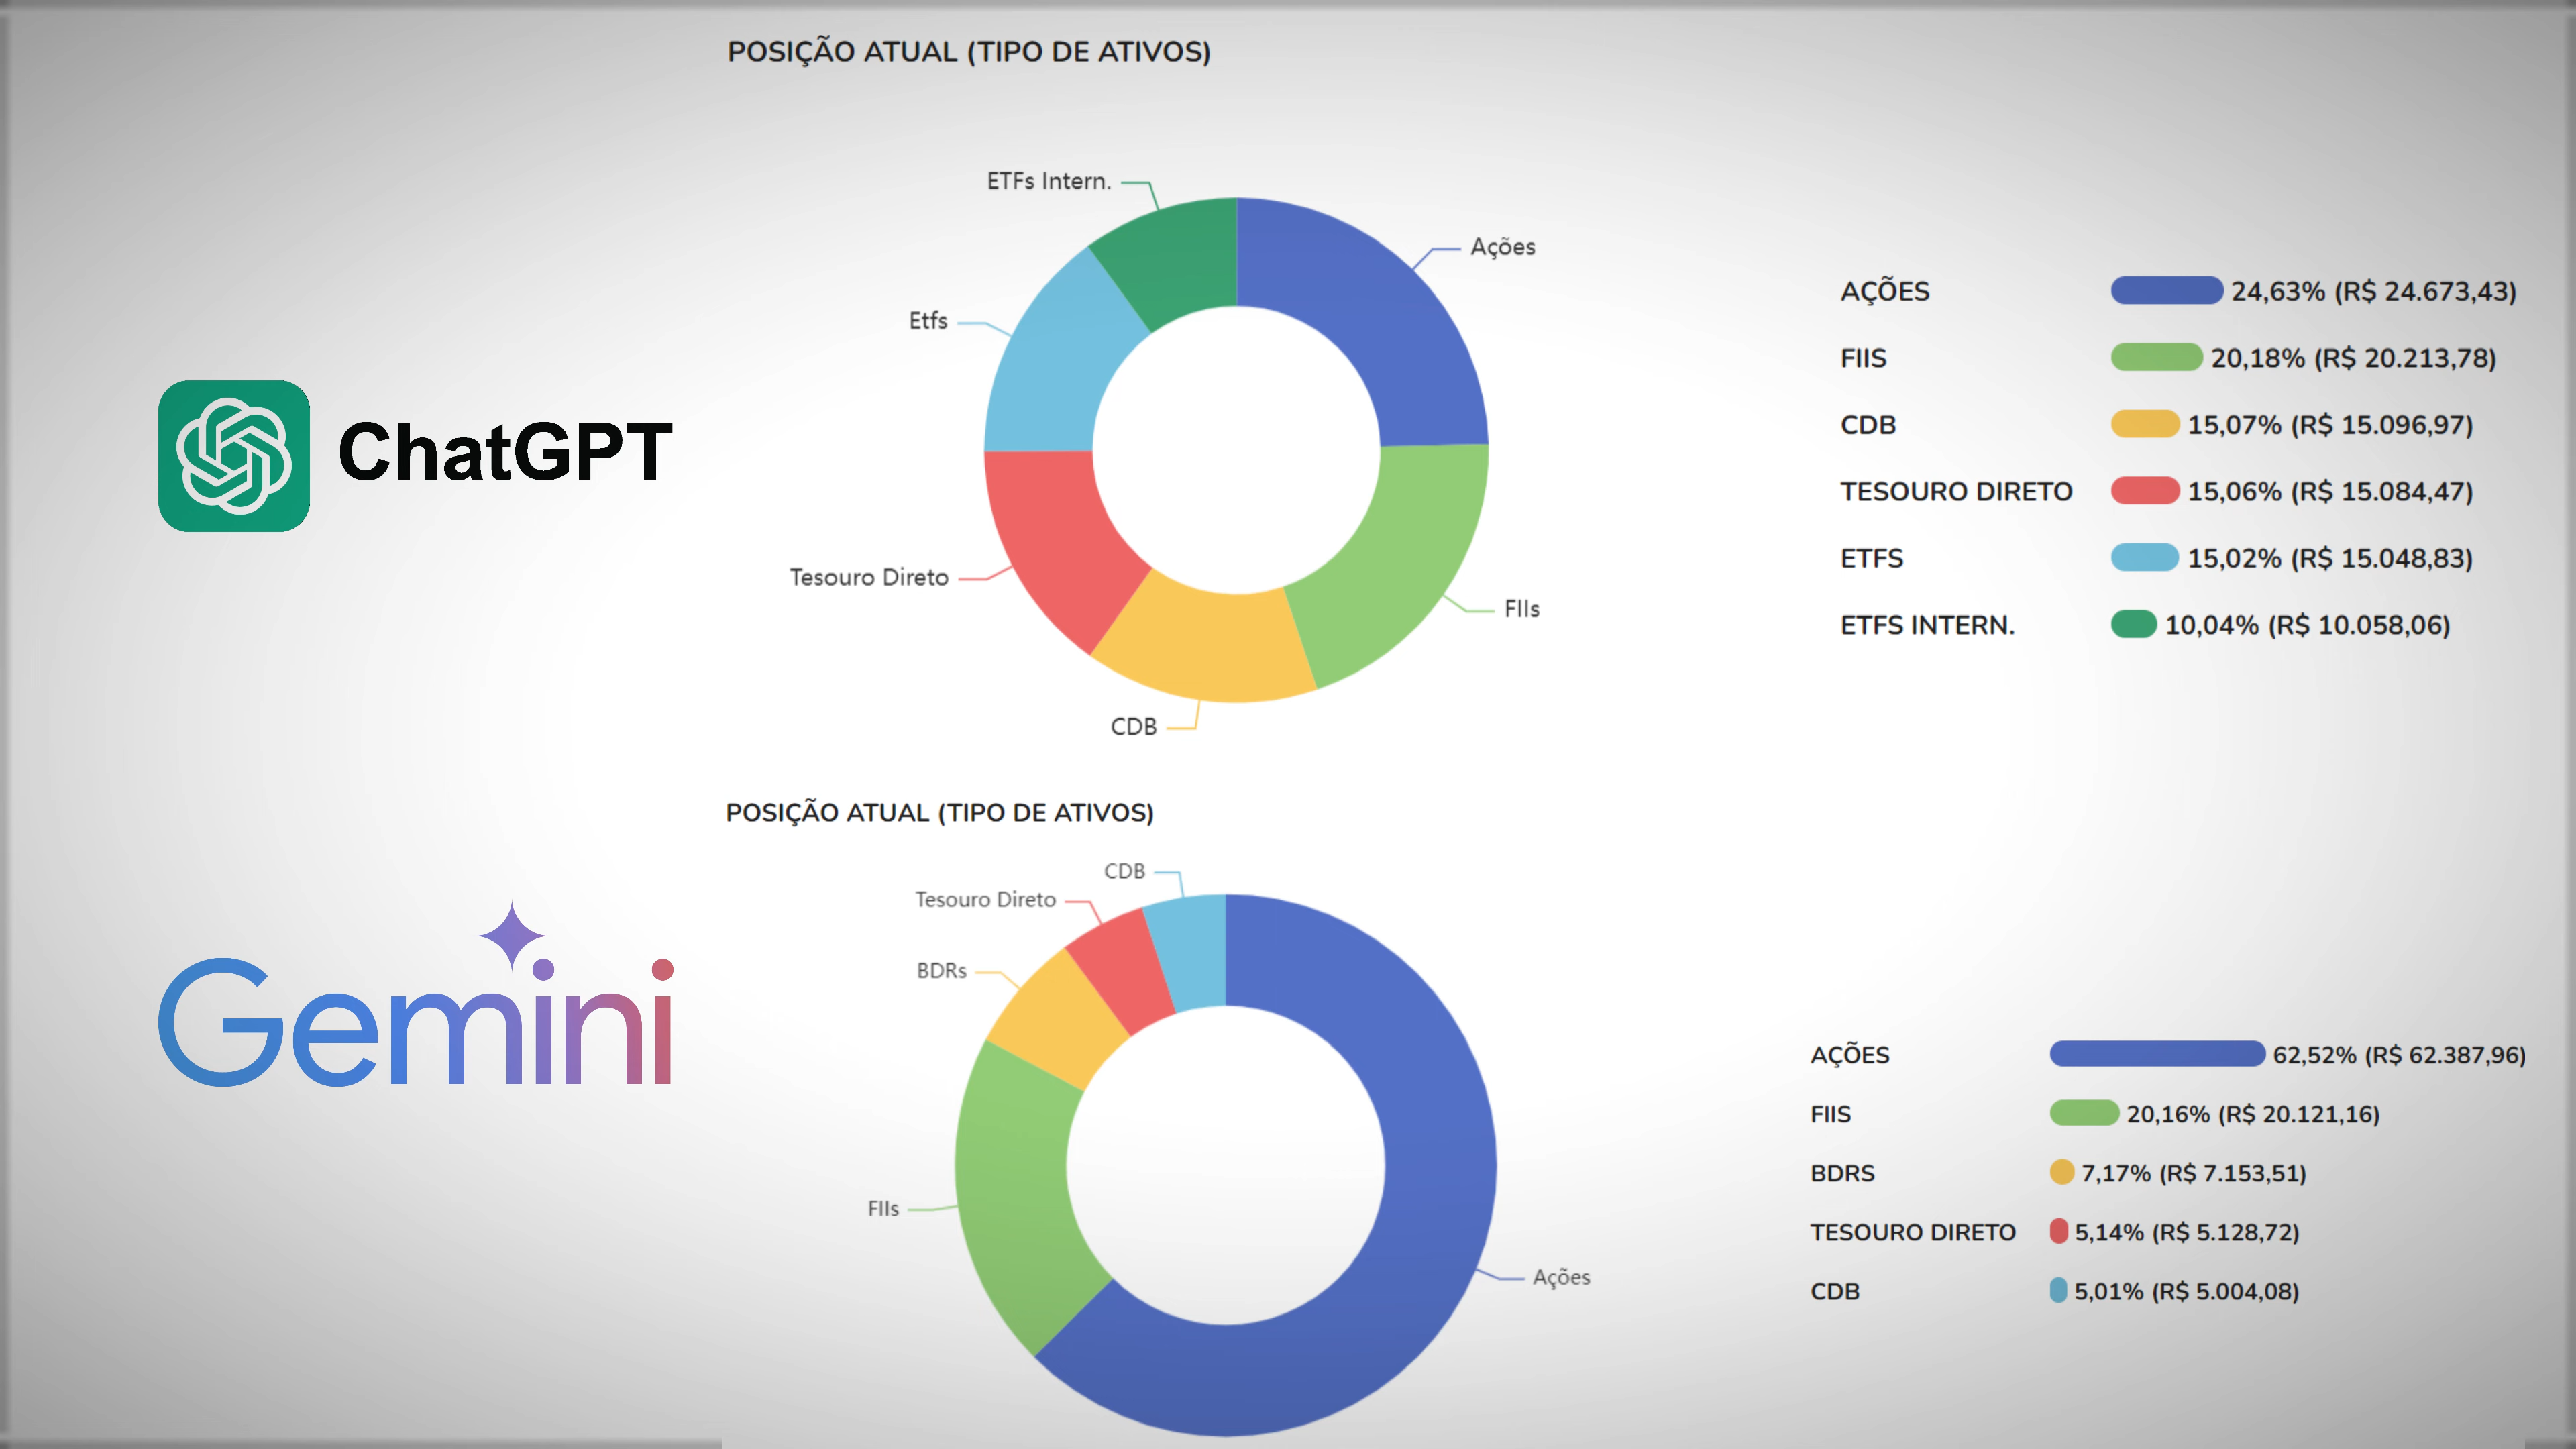 POSIÇÃO ATUAL (TIPO DE ATIVOS)
ETFs Intern.
Ações
Etfs
Tesouro Direto
FIIs
CDB
ChatGPT
AÇÕES 24,63% (R$ 24.673,43)
FIIS 20,18% (R$ 20.213,78)
CDB 15,07% (R$ 15.096,97)
TESOURO DIRETO 15,06% (R$ 15.084,47)
ETFS 15,02% (R$ 15.048,83)
ETFS INTERN. 10,04% (R$ 10.058,06)
POSIÇÃO ATUAL (TIPO DE ATIVOS)
CDB
Tesouro Direto
BDRs
FIIs
Ações
Gemini
AÇÕES 62,52% (R$ 62.387,96)
FIIS 20,16% (R$ 20.121,16)
BDRS 7,17% (R$ 7.153,51)
TESOURO DIRETO 5,14% (R$ 5.128,72)
CDB 5,01% (R$ 5.004,08)